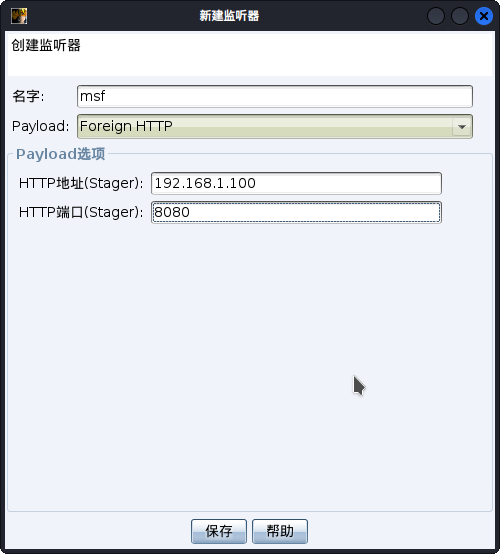 新建监听器
创建监听器
名字: msf
Payload: Foreign HTTP
Payload选项
HTTP地址(Stager): 192.168.1.100
HTTP端口(Stager): 8080
保存 帮助